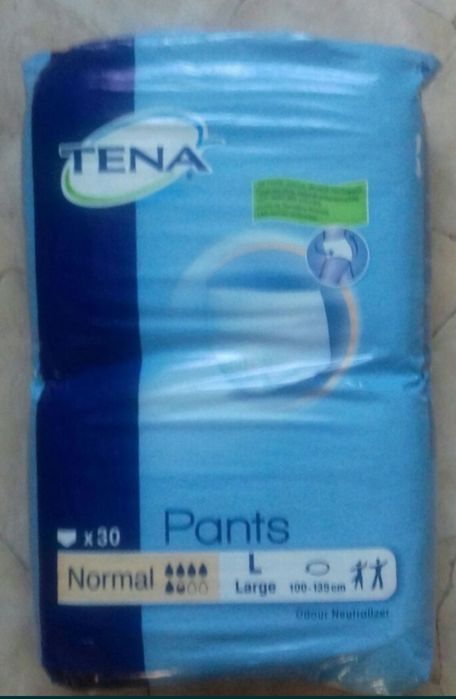 TENA
Pants
x30
Normal
L
Large
100-135cm
Odour Neutralizer